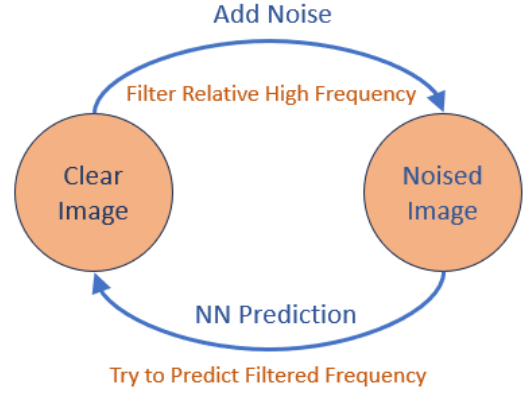 Add Noise
Filter Relative High Frequency
Clear
Image
Noised
Image
NN Prediction
Try to Predict Filtered Frequency